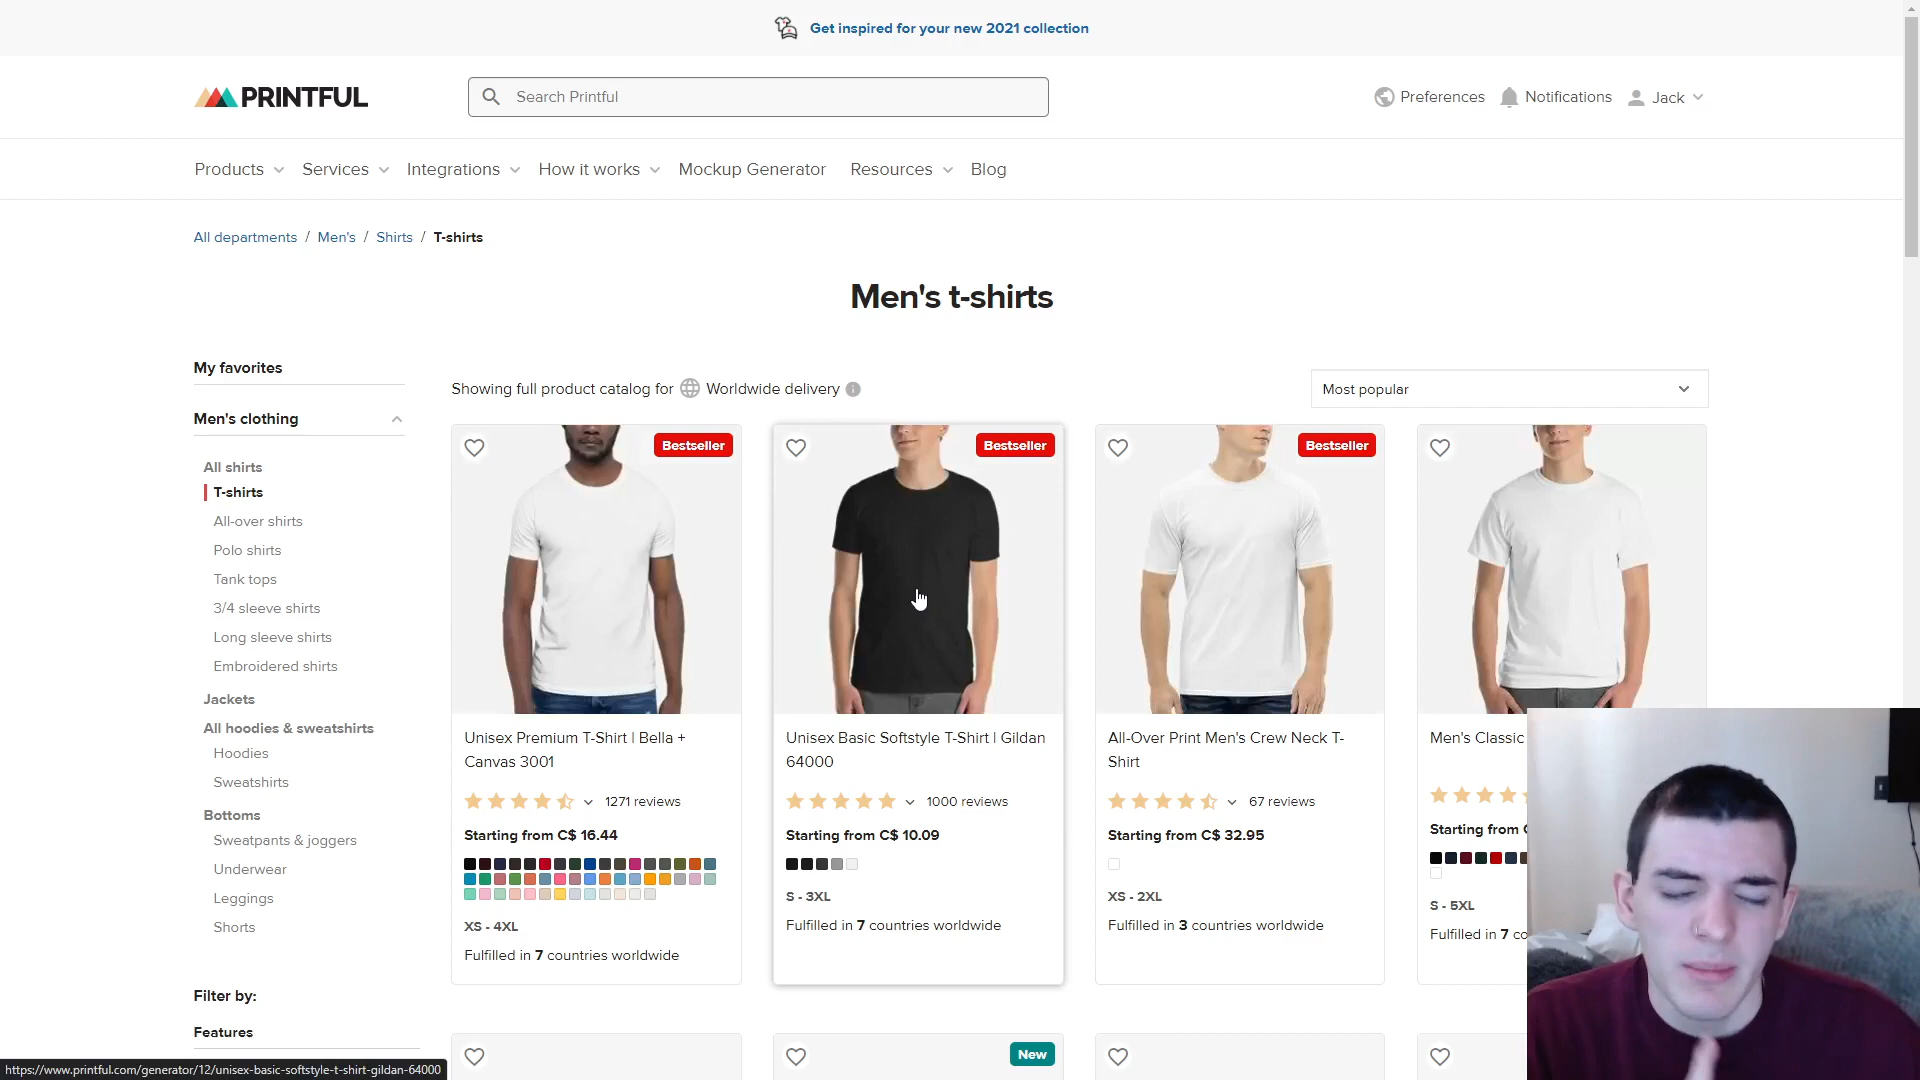 Get inspired for your new 2021 collection
PRINTFUL
Search Printful
Preferences
Notifications
Jack
Products
Services
Integrations
How it works
Mockup Generator
Resources
Blog
All departments / Men's / Shirts / T-shirts
Men's t-shirts
My favorites
Men's clothing
All shirts
T-shirts
All-over shirts
Polo shirts
Tank tops
3/4 sleeve shirts
Long sleeve shirts
Embroidered shirts
Jackets
All hoodies & sweatshirts
Hoodies
Sweatshirts
Bottoms
Sweatpants & joggers
Underwear
Leggings
Shorts
Filter by:
Features
Showing full product catalog for Worldwide delivery
Most popular
Bestseller
Unisex Premium T-Shirt | Bella +
Canvas 3001
1271 reviews
Starting from C$ 16.44
XS - 4XL
Fulfilled in 7 countries worldwide
Bestseller
Unisex Basic Softstyle T-Shirt | Gildan
64000
1000 reviews
Starting from C$ 10.09
S - 3XL
Fulfilled in 7 countries worldwide
Bestseller
All-Over Print Men's Crew Neck T-
Shirt
67 reviews
Starting from C$ 32.95
XS - 2XL
Fulfilled in 3 countries worldwide
Men's Classic
Starting from
S - 5XL
Fulfilled in 7
New
https://www.printful.com/generator/12/unisex-basic-softstyle-t-shirt-gildan-64000